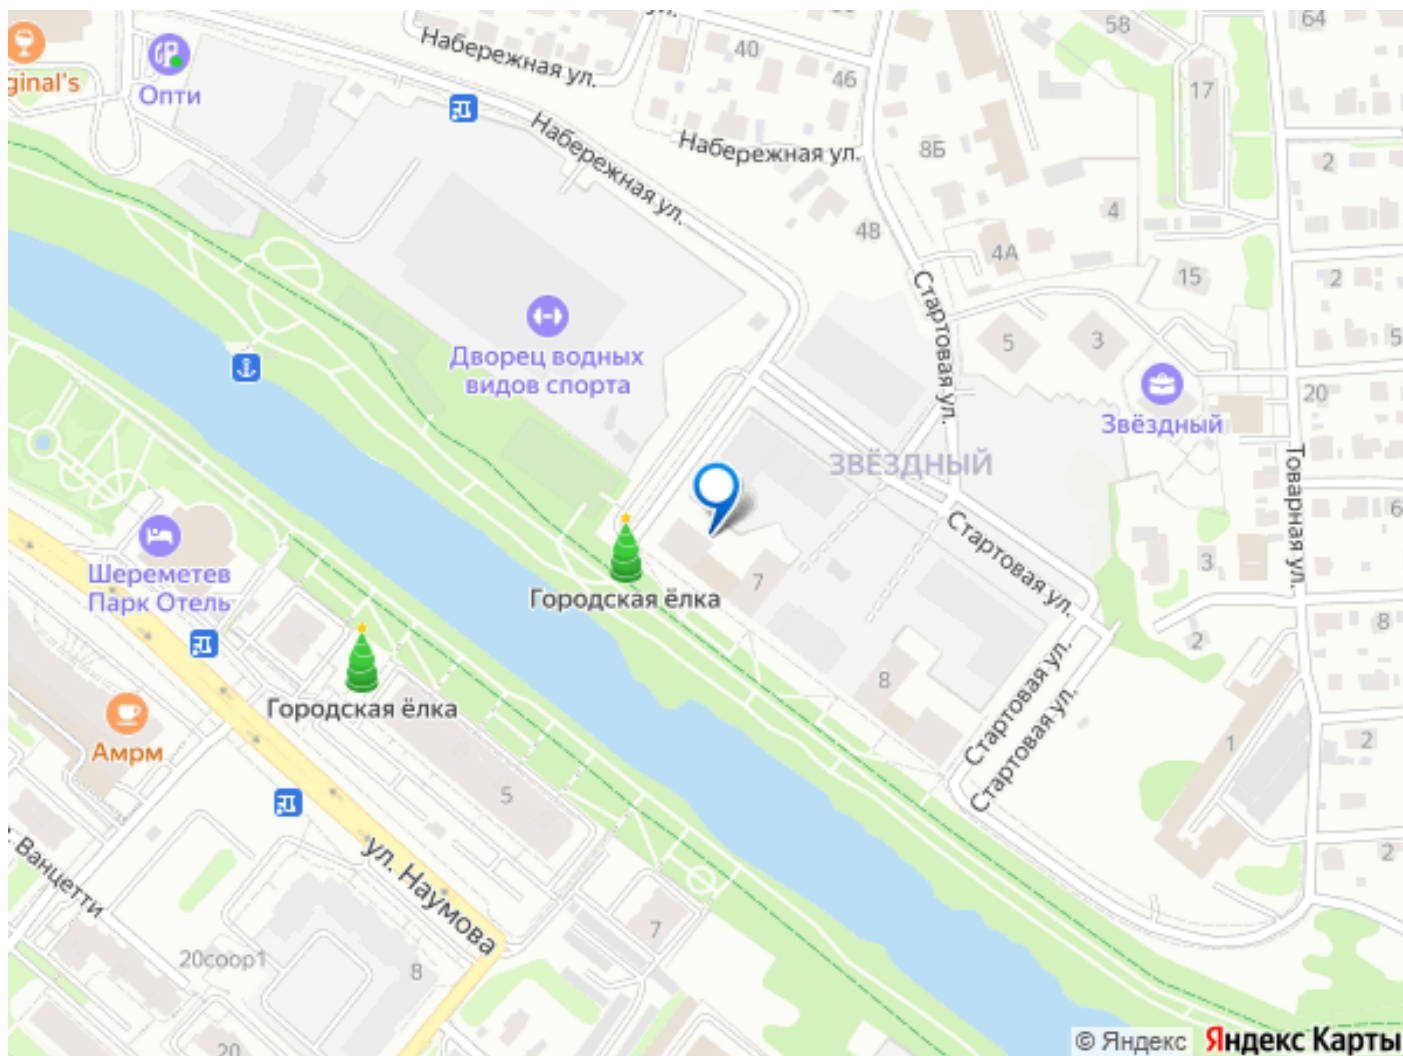 ginal's
Опти
Набережная ул.
40
46
58
64
17
Набережная ул.
Набережная ул.
8Б
2
48
4
4А
15
2
Стартовая ул.
5
3
5
Дворец водных
видов спорта
20
Звёздный
ЗВЁЗДНЫЙ
Товарная ул.
6
Стартовая ул.
Шереметев
Парк Отель
7
3
Городская ёлка
8
2
Городская ёлка
8
Стартовая ул.
Стартовая ул.
1
2
Амрм
5
2
Ванцетти
ул. Наумова
7
20соор1
8
20
© Яндекс
Яндекс Карты